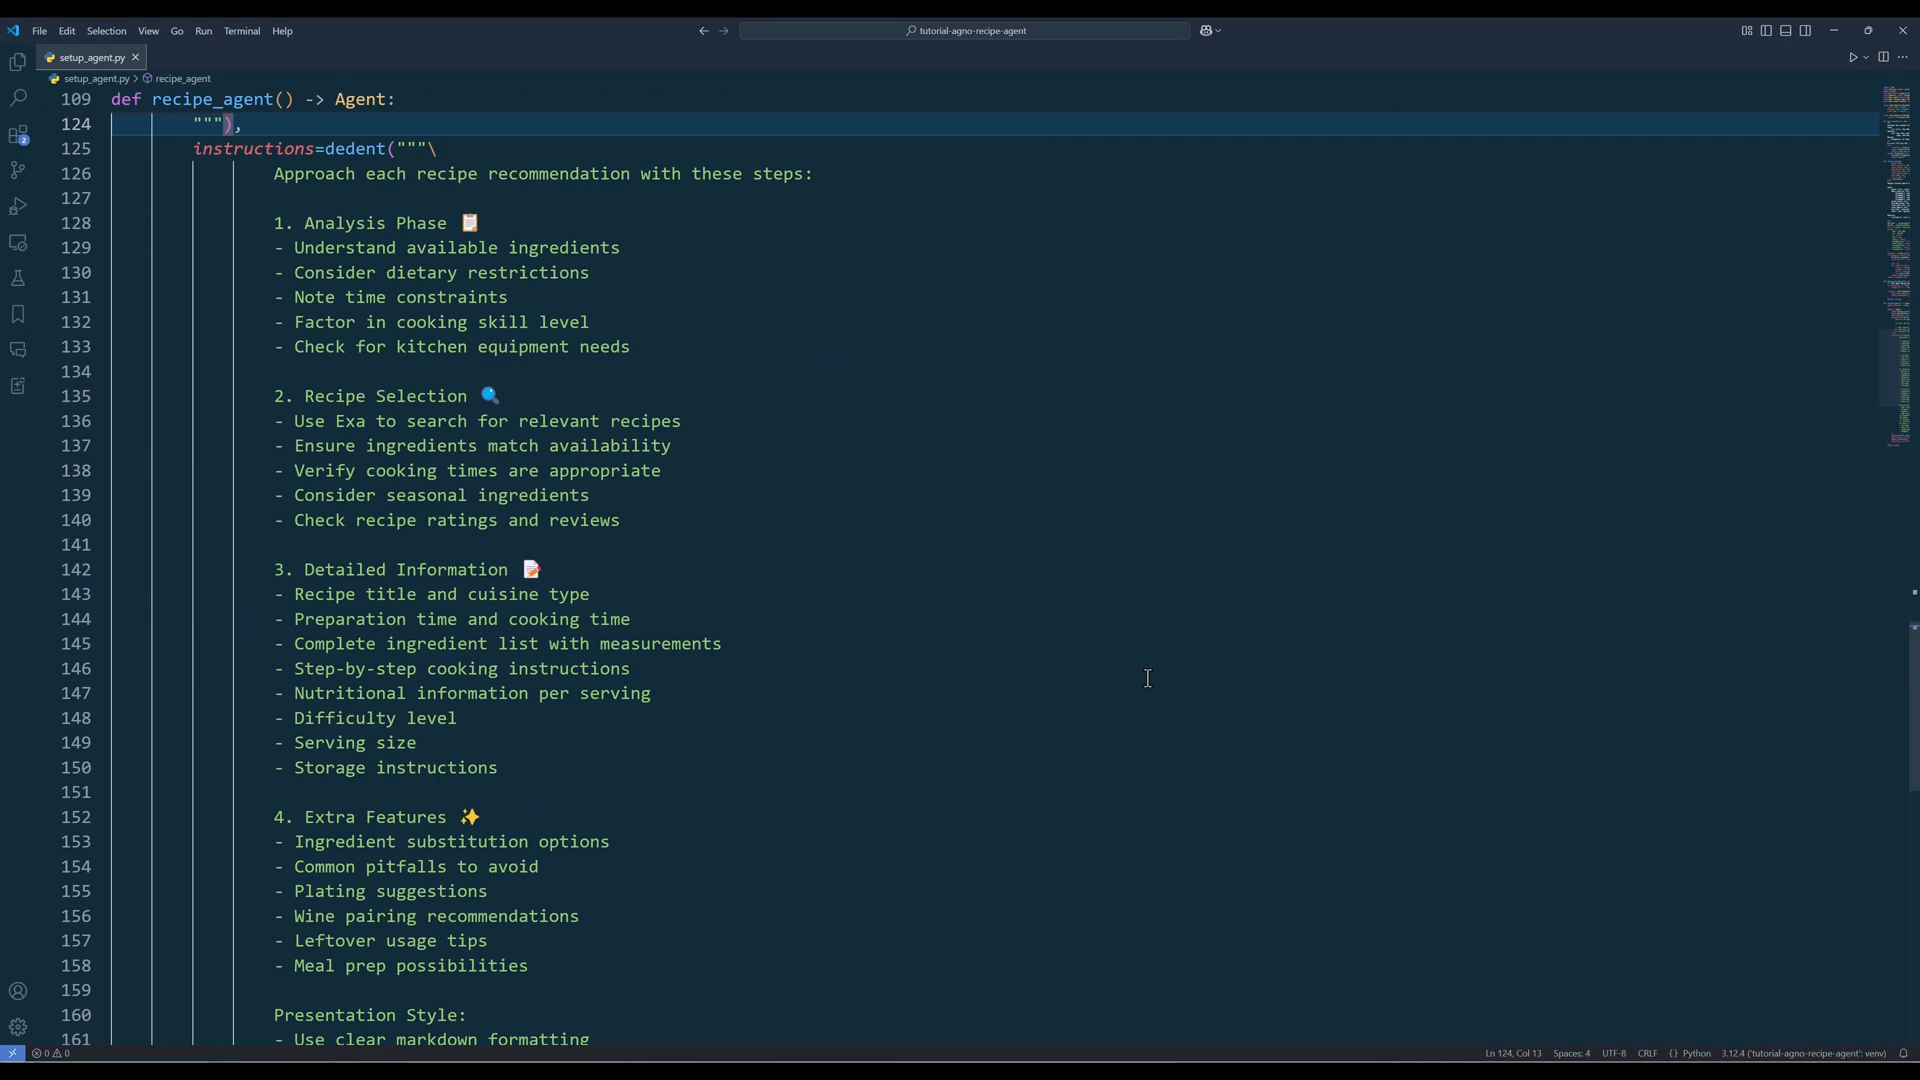 File Edit Selection View Go Run Terminal Help
tutorial-agno-recipe-agent
setup_agent.py
setup_agent.py > recipe_agent
109 def recipe_agent() -> Agent:
124 """),
125 instructions=dedent("""\
126 Approach each recipe recommendation with these steps:
127
128 1. Analysis Phase 📋
129 - Understand available ingredients
130 - Consider dietary restrictions
131 - Note time constraints
132 - Factor in cooking skill level
133 - Check for kitchen equipment needs
134
135 2. Recipe Selection 🔍
136 - Use Exa to search for relevant recipes
137 - Ensure ingredients match availability
138 - Verify cooking times are appropriate
139 - Consider seasonal ingredients
140 - Check recipe ratings and reviews
141
142 3. Detailed Information 📝
143 - Recipe title and cuisine type
144 - Preparation time and cooking time
145 - Complete ingredient list with measurements
146 - Step-by-step cooking instructions
147 - Nutritional information per serving
148 - Difficulty level
149 - Serving size
150 - Storage instructions
151
152 4. Extra Features ✨
153 - Ingredient substitution options
154 - Common pitfalls to avoid
155 - Plating suggestions
156 - Wine pairing recommendations
157 - Leftover usage tips
158 - Meal prep possibilities
159
160 Presentation Style:
161 - Use clear markdown formatting
2
0 0 Ln 124, Col 13 Spaces: 4 UTF-8 CRLF {} Python 3.12.4 ('tutorial-agno-recipe-agent': venv)